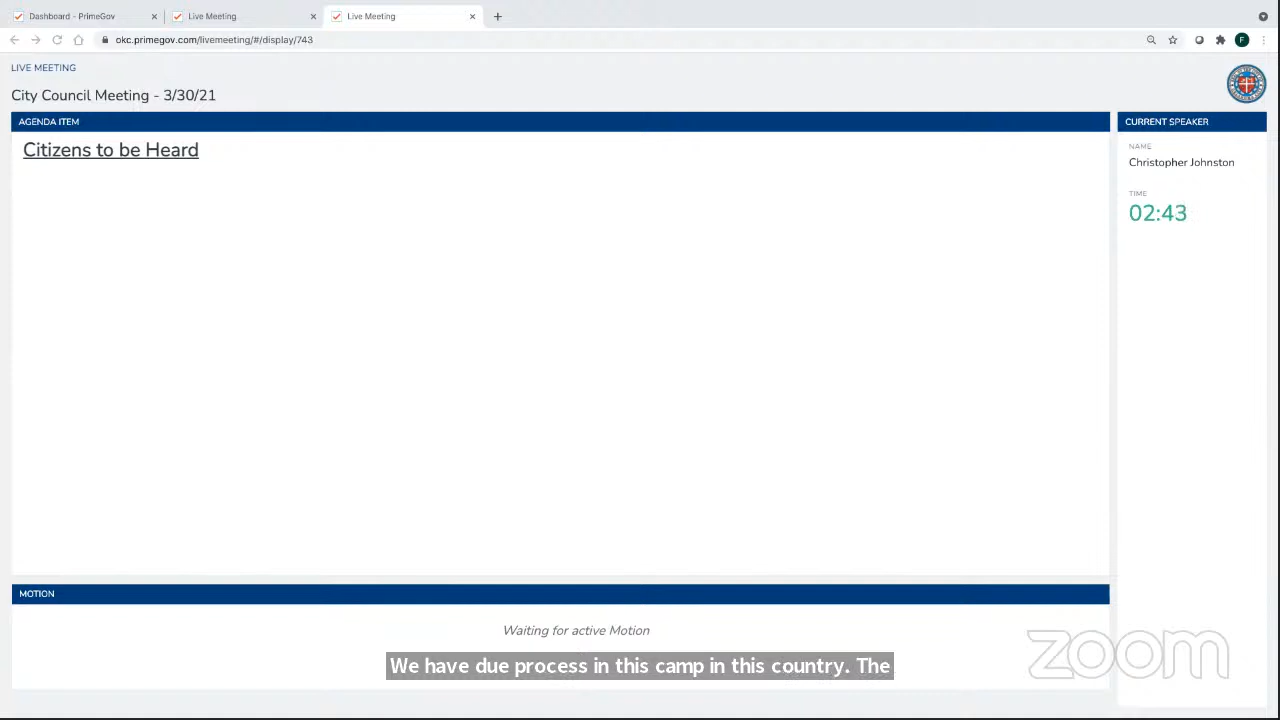 Dashboard - PrimeGov
Live Meeting
Live Meeting
okc.primegov.com/livemeeting/#/display/743
F
LIVE MEETING
City Council Meeting - 3/30/21
AGENDA ITEM
CURRENT SPEAKER
Citizens to be Heard
NAME
Christopher Johnston
TIME
02:43
MOTION
Waiting for active Motion
zoom
We have due process in this camp in this country. The